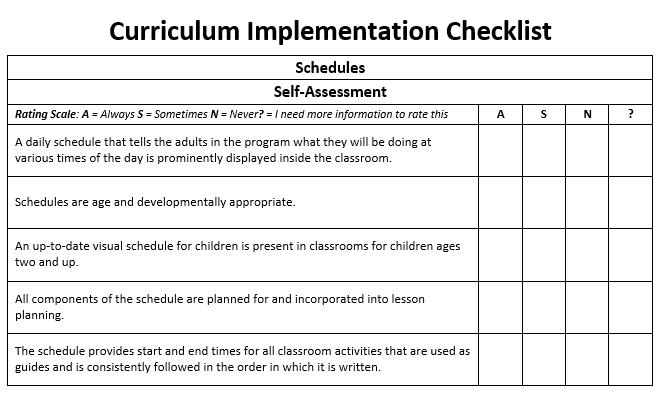 Curriculum Implementation Checklist
Schedules
Self-Assessment
Rating Scale: A = Always S = Sometimes N = Never? = I need more information to rate this A S N ?
A daily schedule that tells the adults in the program what they will be doing at
various times of the day is prominently displayed inside the classroom.
Schedules are age and developmentally appropriate.
An up-to-date visual schedule for children is present in classrooms for children ages
two and up.
All components of the schedule are planned for and incorporated into lesson
planning.
The schedule provides start and end times for all classroom activities that are used as
guides and is consistently followed in the order in which it is written.